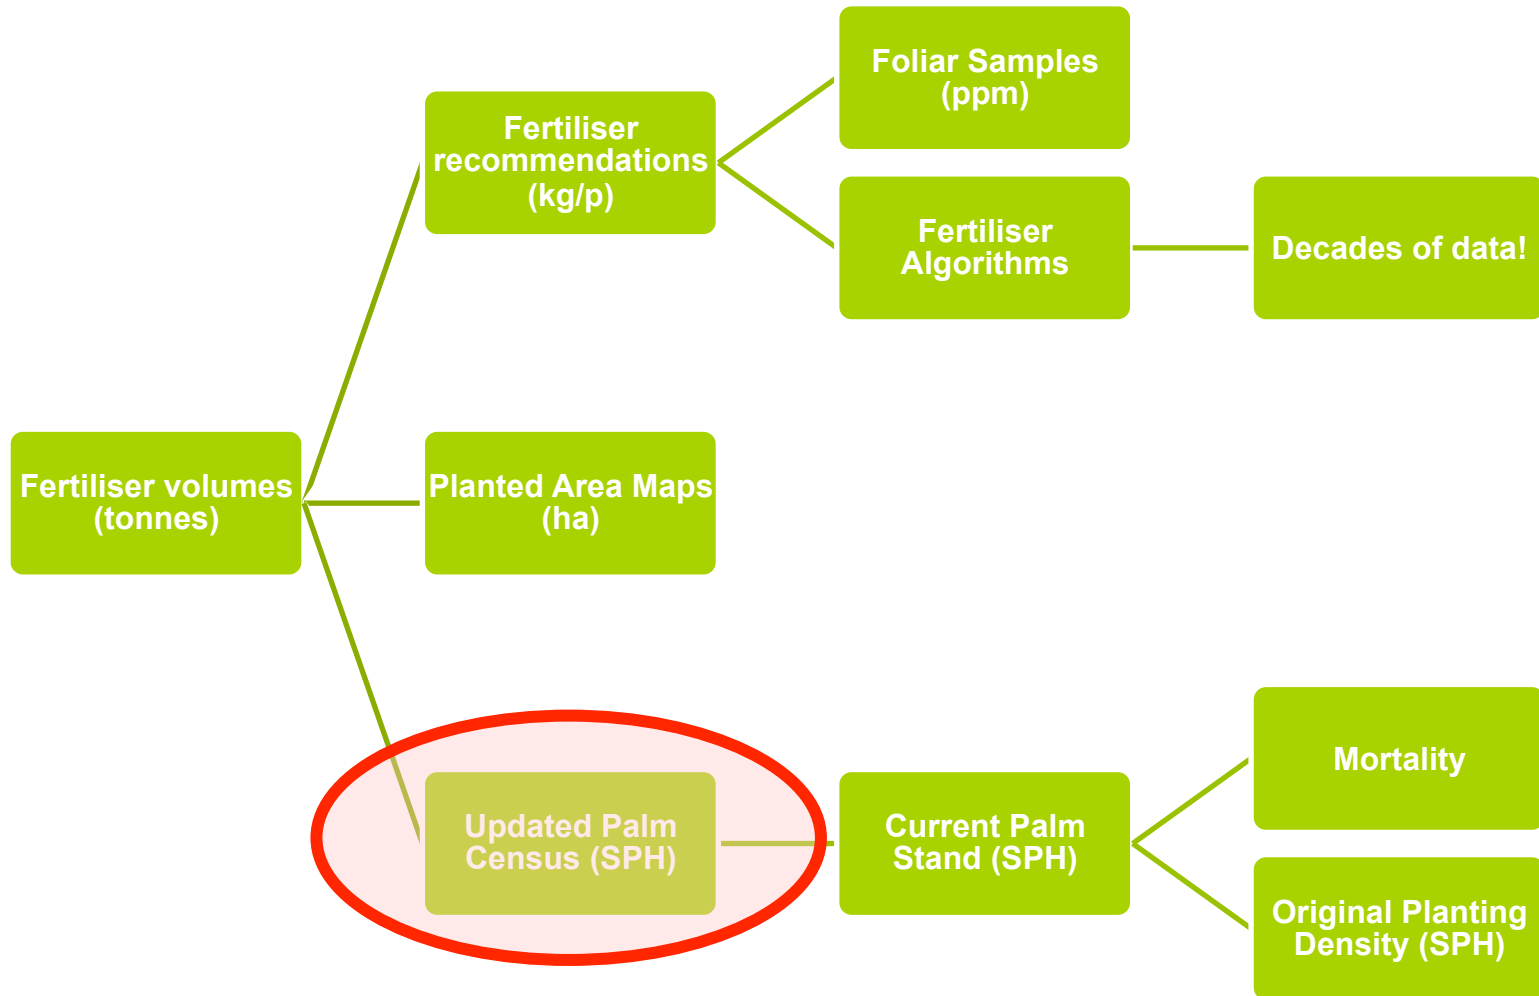 Foliar Samples
(ppm)
Fertiliser
recommendations
(kg/p)
Fertiliser
Algorithms
Decades of data!
Fertiliser volumes
(tonnes)
Planted Area Maps
(ha)
Updated Palm
Census (SPH)
Current Palm
Stand (SPH)
Mortality
Original Planting
Density (SPH)